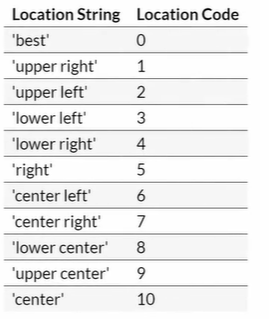 Location String Location Code
'best' 0
'upper right' 1
'upper left' 2
'lower left' 3
'lower right' 4
'right' 5
'center left' 6
'center right' 7
'lower center' 8
'upper center' 9
'center' 10